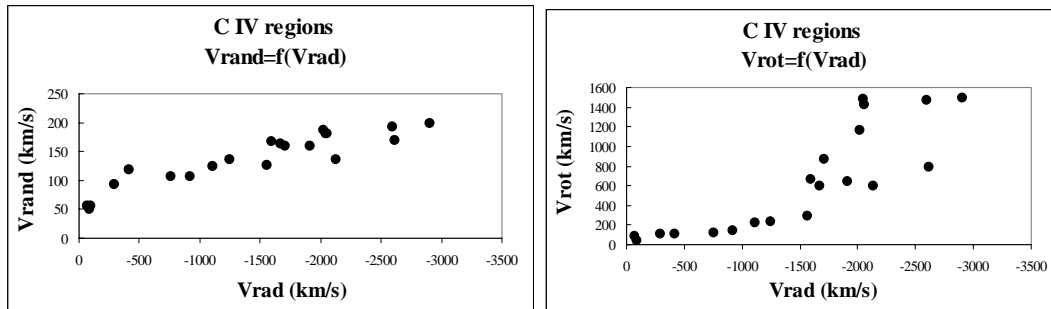 C IV regions
Vrand=f(Vrad)
250
200
150
100
50
0
Vrand (km/s)
0 -500 -1000 -1500 -2000 -2500 -3000 -3500
Vrad (km/s)
C IV regions
Vrot=f(Vrad)
1600
1400
1200
1000
800
600
400
200
0
Vrot (km/s)
0 -500 -1000 -1500 -2000 -2500 -3000 -3500
Vrad (km/s)